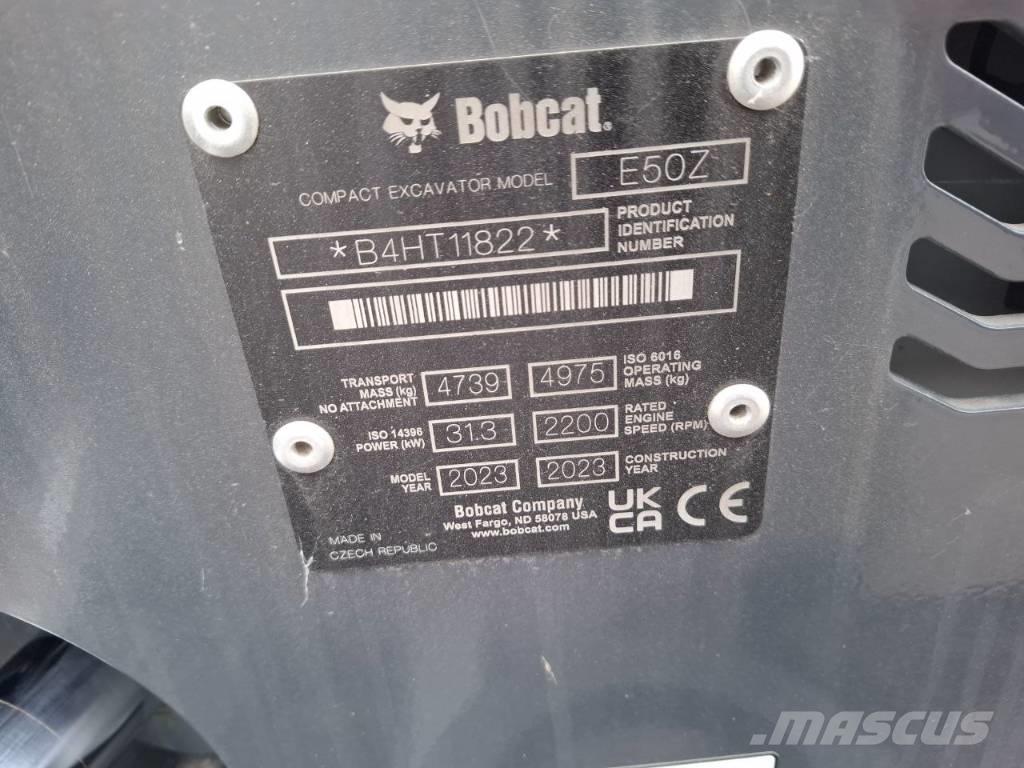 Bobcat.
COMPACT EXCAVATOR MODEL E50Z
*B4HT11822* PRODUCT IDENTIFICATION NUMBER
TRANSPORT MASS (kg) NO ATTACHMENT 4739
4975 ISO 6016 OPERATING MASS (kg)
ISO 14396 POWER (kW) 31.3
2200 RATED ENGINE SPEED (RPM)
MODEL YEAR 2023
2023 CONSTRUCTION YEAR
Bobcat Company
West Fargo, ND 58078 USA
www.bobcat.com
MADE IN
CZECH REPUBLIC
UK
CA CE
MASCUS